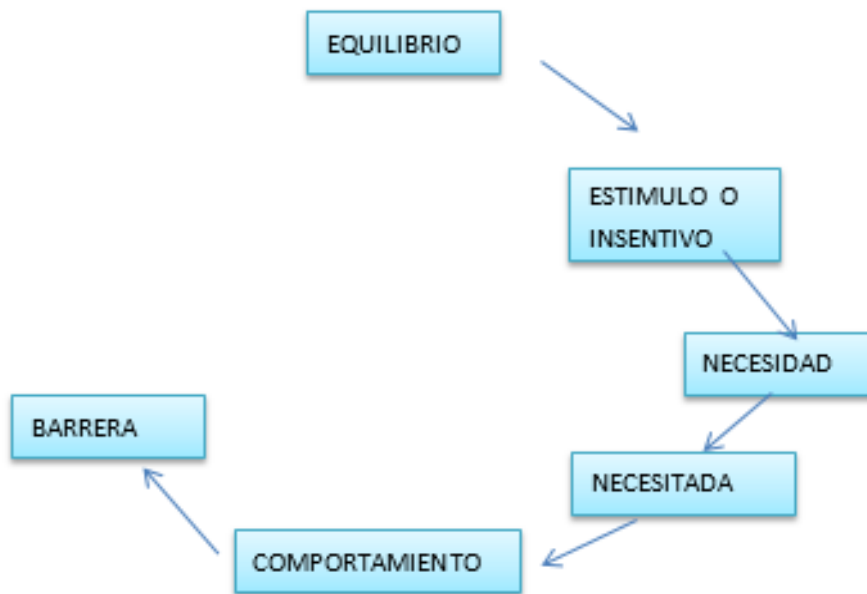 EQUILIBRIO
ESTIMULO O
INSENTIVO
NECESIDAD
NECESITADA
COMPORTAMIENTO
BARRERA